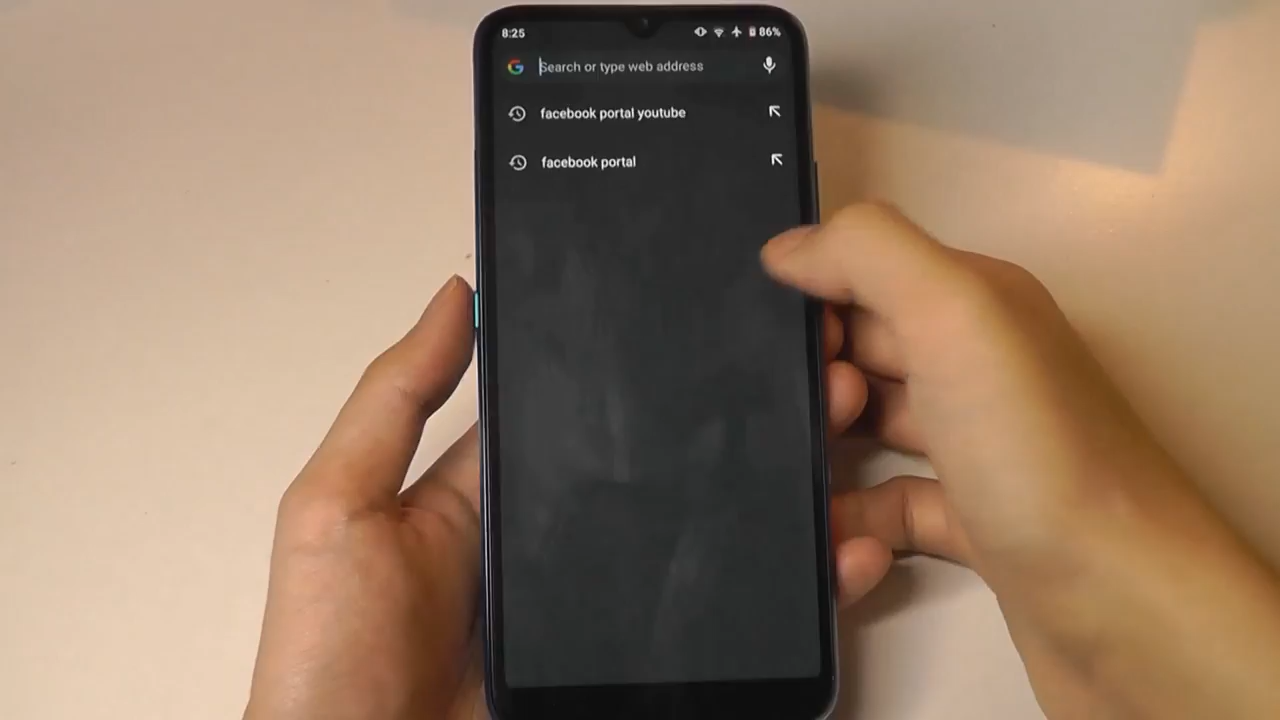 8:25
86%
Search or type web address
facebook portal youtube
facebook portal